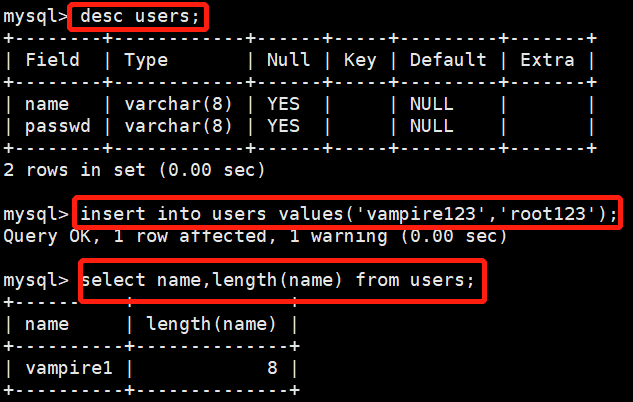 mysql> desc users;
+--------+------------+------+-----+---------+-------+
| Field | Type | Null | Key | Default | Extra |
+--------+------------+------+-----+---------+-------+
| name | varchar(8) | YES | | NULL | |
| passwd | varchar(8) | YES | | NULL | |
+--------+------------+------+-----+---------+-------+
2 rows in set (0.00 sec)
mysql> insert into users values('vampire123','root123');
Query OK, 1 row affected, 1 warning (0.00 sec)
mysql> select name,length(name) from users;
+----------+--------------+
| name | length(name) |
+----------+--------------+
| vampire1 | 8 |
+----------+--------------+